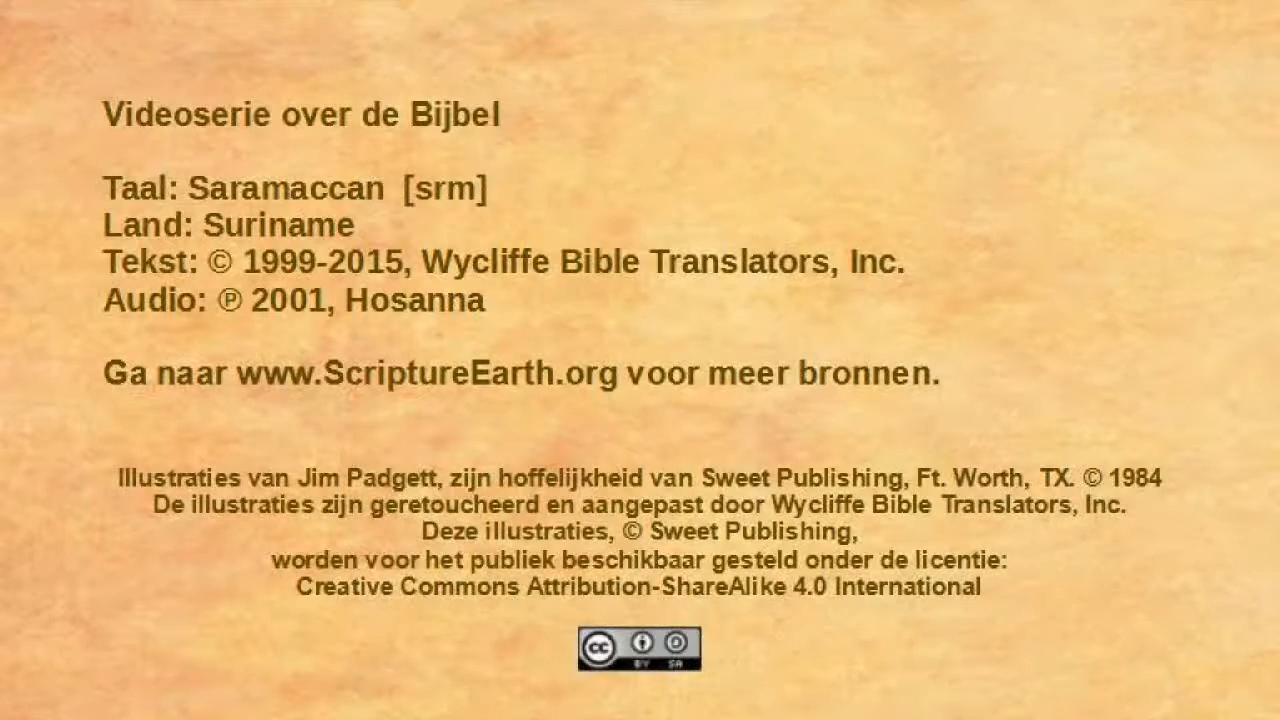 Videoserie over de Bijbel
Taal: Saramaccan [srm]
Land: Suriname
Tekst: © 1999-2015, Wycliffe Bible Translators, Inc.
Audio: ℗ 2001, Hosanna
Ga naar www.ScriptureEarth.org voor meer bronnen.
Illustraties van Jim Padgett, zijn hoffelijkheid van Sweet Publishing, Ft. Worth, TX. © 1984
De illustraties zijn geretoucheerd en aangepast door Wycliffe Bible Translators, Inc.
Deze illustraties, © Sweet Publishing,
worden voor het publiek beschikbaar gesteld onder de licentie:
Creative Commons Attribution-ShareAlike 4.0 International
cc BY SA